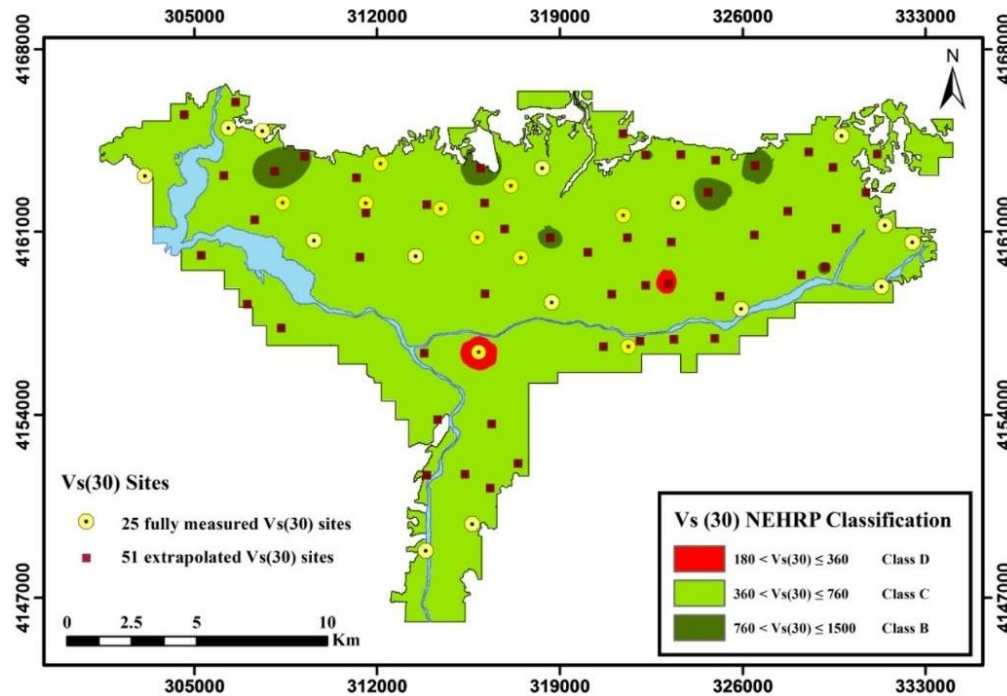 305000 312000 319000 326000 333000
4168000 4168000
N
4161000 4161000
4154000 4154000
Vs(30) Sites
25 fully measured Vs(30) sites
51 extrapolated Vs(30) sites
Vs (30) NEHRP Classification
180 < Vs(30) ≤ 360 Class D
360 < Vs(30) ≤ 760 Class C
760 < Vs(30) ≤ 1500 Class B
4147000 4147000
0 2.5 5 10
Km
305000 312000 319000 326000 333000